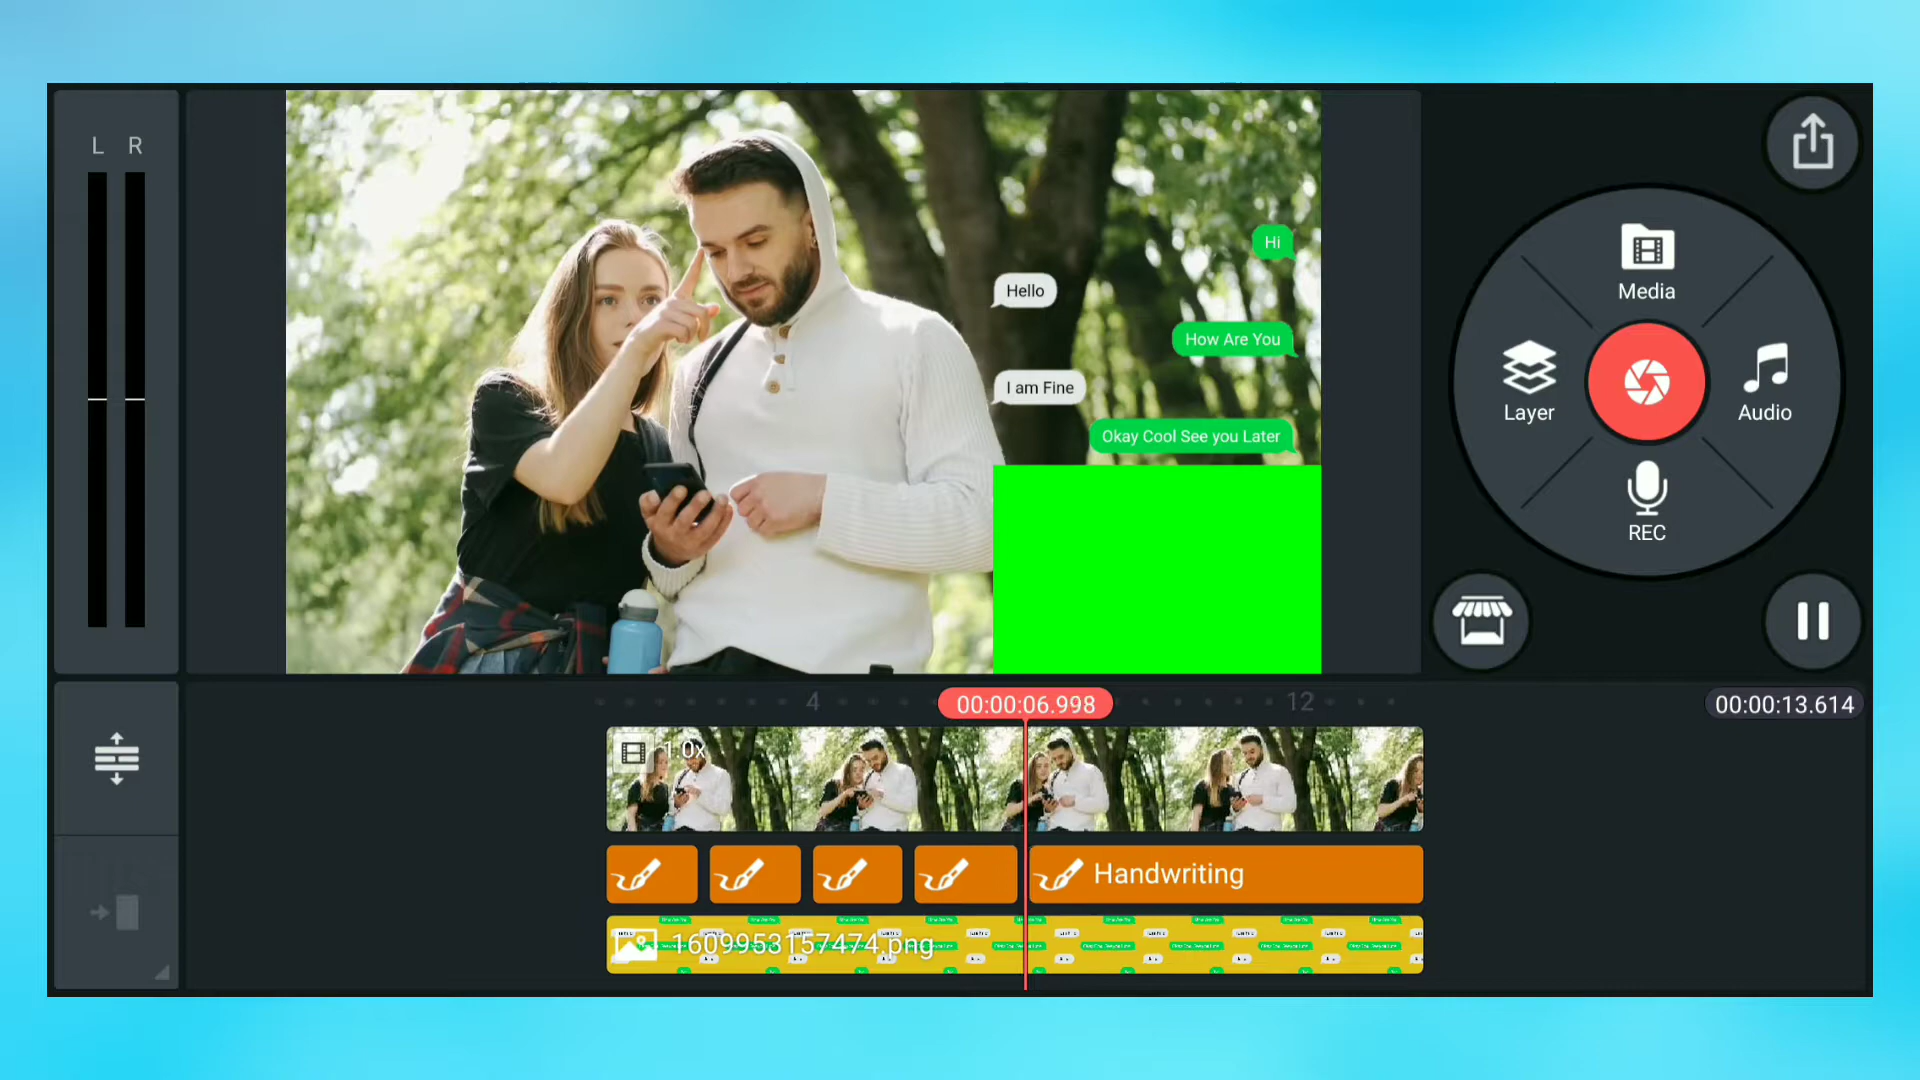 L R
Hi
Hello
How Are You
I am Fine
Okay Cool See you Later
Media
Layer
Audio
REC
4
00:00:06.998
12
00:00:13.614
1.0x
Handwriting
1609953157474.png